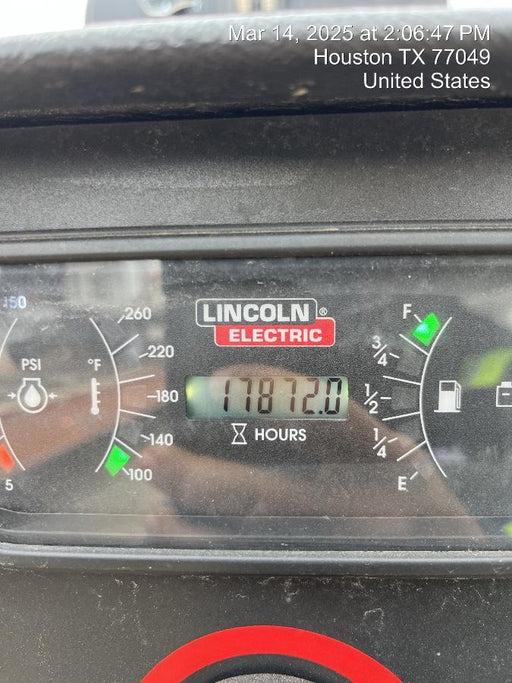 Mar 14, 2025 at 2:06:47 PM
Houston TX 77049
United States
LINCOLN®
ELECTRIC
17872.0
HOURS
PSI
5
°F
260
220
180
140
100
F
3/4
1/2
1/4
E